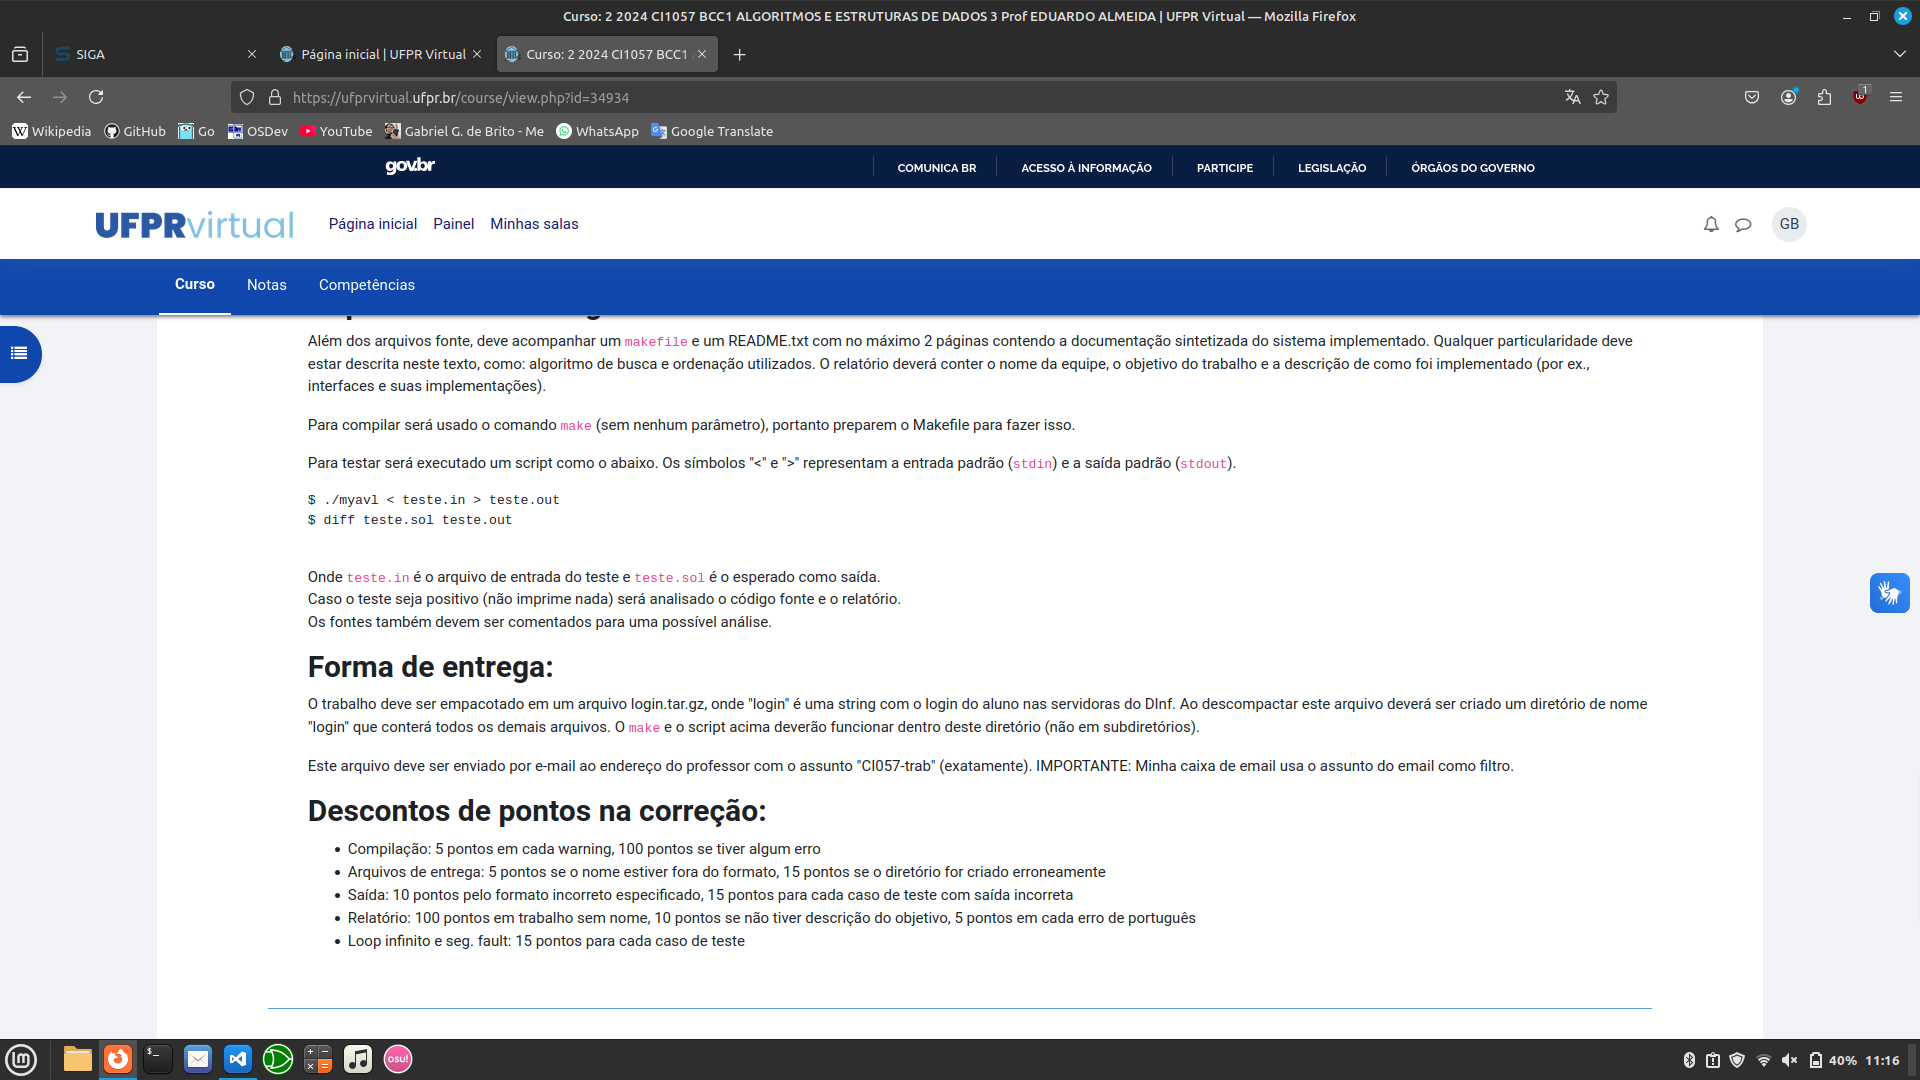 Curso: 2 2024 CI1057 BCC1 ALGORITMOS E ESTRUTURAS DE DADOS 3 Prof EDUARDO ALMEIDA | UFPR Virtual — Mozilla Firefox
SIGA
Página inicial | UFPR Virtual
Curso: 2 2024 CI1057 BCC1
https://ufprvirtual.ufpr.br/course/view.php?id=34934
1
Wikipedia
GitHub
Go
OSDev
YouTube
Gabriel G. de Brito - Me
WhatsApp
Google Translate
gov.br
COMUNICA BR
ACESSO À INFORMAÇÃO
PARTICIPE
LEGISLAÇÃO
ÓRGÃOS DO GOVERNO
UFPRvirtual
Página inicial
Painel
Minhas salas
GB
Curso
Notas
Competências
Além dos arquivos fonte, deve acompanhar um makefile e um README.txt com no máximo 2 páginas contendo a documentação sintetizada do sistema implementado. Qualquer particularidade deve
estar descrita neste texto, como: algoritmo de busca e ordenação utilizados. O relatório deverá conter o nome da equipe, o objetivo do trabalho e a descrição de como foi implementado (por ex.,
interfaces e suas implementações).
Para compilar será usado o comando make (sem nenhum parâmetro), portanto preparem o Makefile para fazer isso.
Para testar será executado um script como o abaixo. Os símbolos "<" e ">" representam a entrada padrão (stdin) e a saída padrão (stdout).
$ ./myavl < teste.in > teste.out
$ diff teste.sol teste.out
Onde teste.in é o arquivo de entrada do teste e teste.sol é o esperado como saída.
Caso o teste seja positivo (não imprime nada) será analisado o código fonte e o relatório.
Os fontes também devem ser comentados para uma possível análise.
Forma de entrega:
O trabalho deve ser empacotado em um arquivo login.tar.gz, onde "login" é uma string com o login do aluno nas servidoras do DInf. Ao descompactar este arquivo deverá ser criado um diretório de nome
"login" que conterá todos os demais arquivos. O make e o script acima deverão funcionar dentro deste diretório (não em subdiretórios).
Este arquivo deve ser enviado por e-mail ao endereço do professor com o assunto "CI057-trab" (exatamente). IMPORTANTE: Minha caixa de email usa o assunto do email como filtro.
Descontos de pontos na correção:
• Compilação: 5 pontos em cada warning, 100 pontos se tiver algum erro
• Arquivos de entrega: 5 pontos se o nome estiver fora do formato, 15 pontos se o diretório for criado erroneamente
• Saída: 10 pontos pelo formato incorreto especificado, 15 pontos para cada caso de teste com saída incorreta
• Relatório: 100 pontos em trabalho sem nome, 10 pontos se não tiver descrição do objetivo, 5 pontos em cada erro de português
• Loop infinito e seg. fault: 15 pontos para cada caso de teste
osu!
40%
11:16